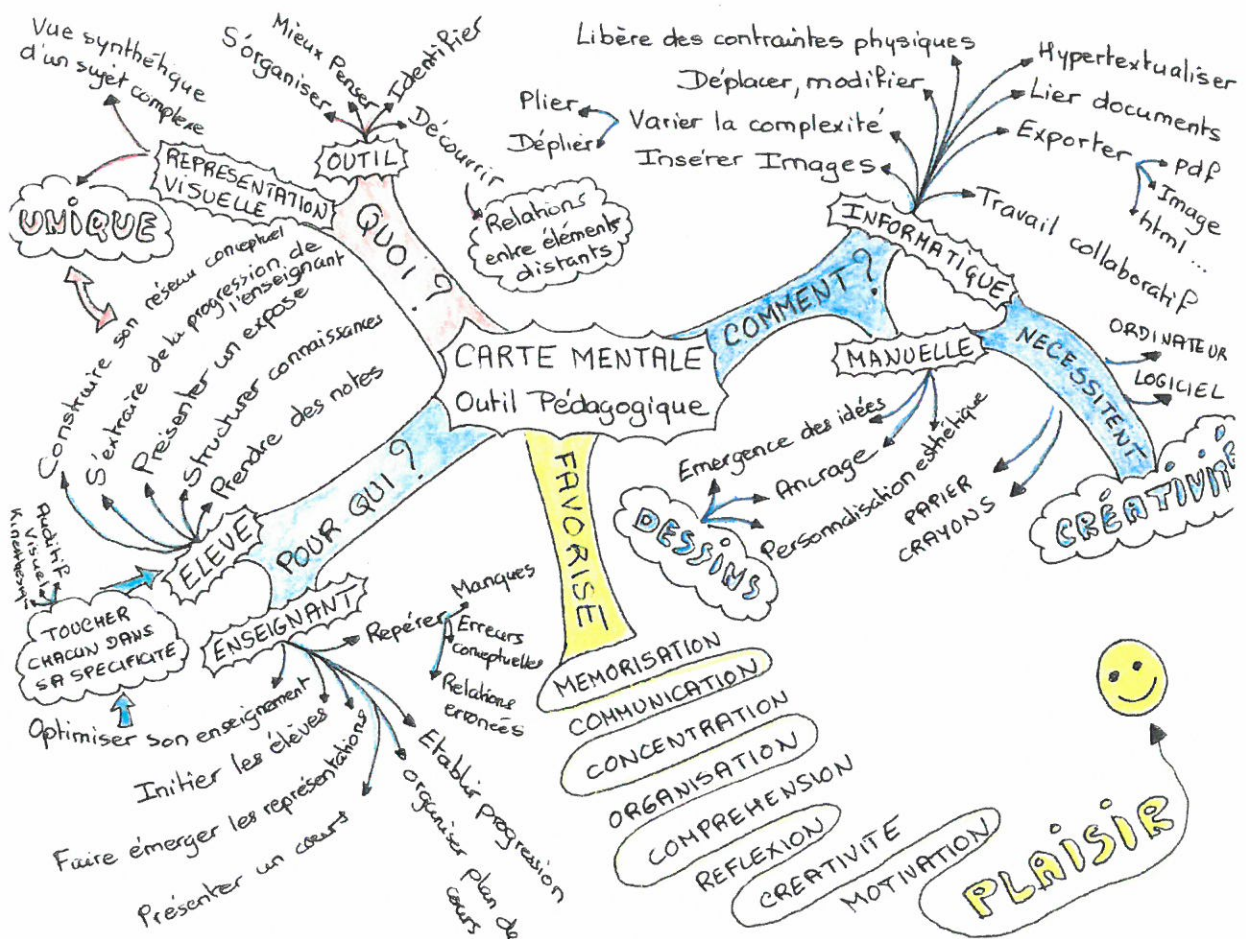 CARTE MENTALE
Outil Pédagogique
QUOI ?
REPRESENTATION
VISUELLE
Vue synthétique
d'un sujet complexe
UNIQUE
OUTIL
S'organiser
Mieux Penser
Identifier
Découvrir
Relations
entre éléments
distants
COMMENT ?
INFORMATIQUE
Libère des contraintes physiques
Déplacer, modifier
Varier la complexité
Plier
Déplier
Insérer Images
Hypertextualiser
Lier documents
Exporter
pdf
Image
html ...
Travail collaboratif
MANUELLE
Emergence des idées
Ancrage
Personnalisation esthétique
DESSINS
NECESSITENT
ORDINATEUR
LOGICIEL
PAPIER
CRAYONS
CRÉATIVITÉ
POUR QUI ?
ELEVE
Construire son réseau conceptuel
S'extraire de la progression de
l'enseignant
Présenter un exposé
Structurer connaissances
Prendre des notes
Auditif
Visuel
TOUCHER
CHACUN DANS
SA SPECIFICITE
ENSEIGNANT
Repérer
Manques
Erreurs
conceptuelles
Relations
erronées
Optimiser son enseignement
Initier les élèves
Faire émerger les représentations
Présenter un cours
Etablir progression
organiser plan de
cours
FAVORISE
MEMORISATION
COMMUNICATION
CONCENTRATION
ORGANISATION
COMPREHENSION
REFLEXION
CREATIVITE
MOTIVATION
PLAISIR